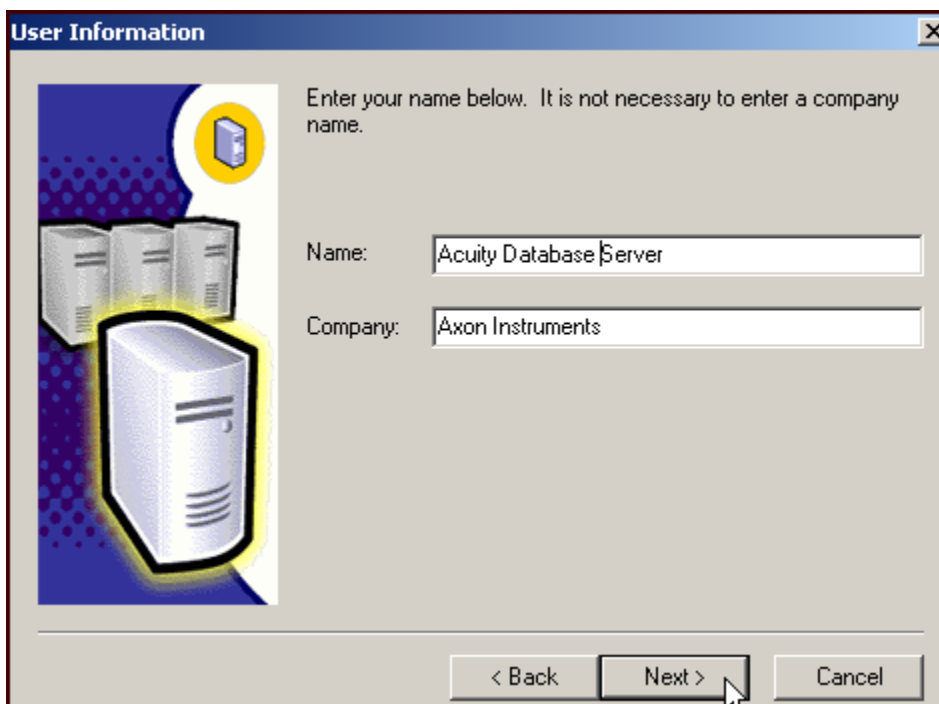 User Information
Enter your name below.  It is not necessary to enter a company
name.
Name:
Acuity Database Server
Company:
Axon Instruments
< Back
Next >
Cancel